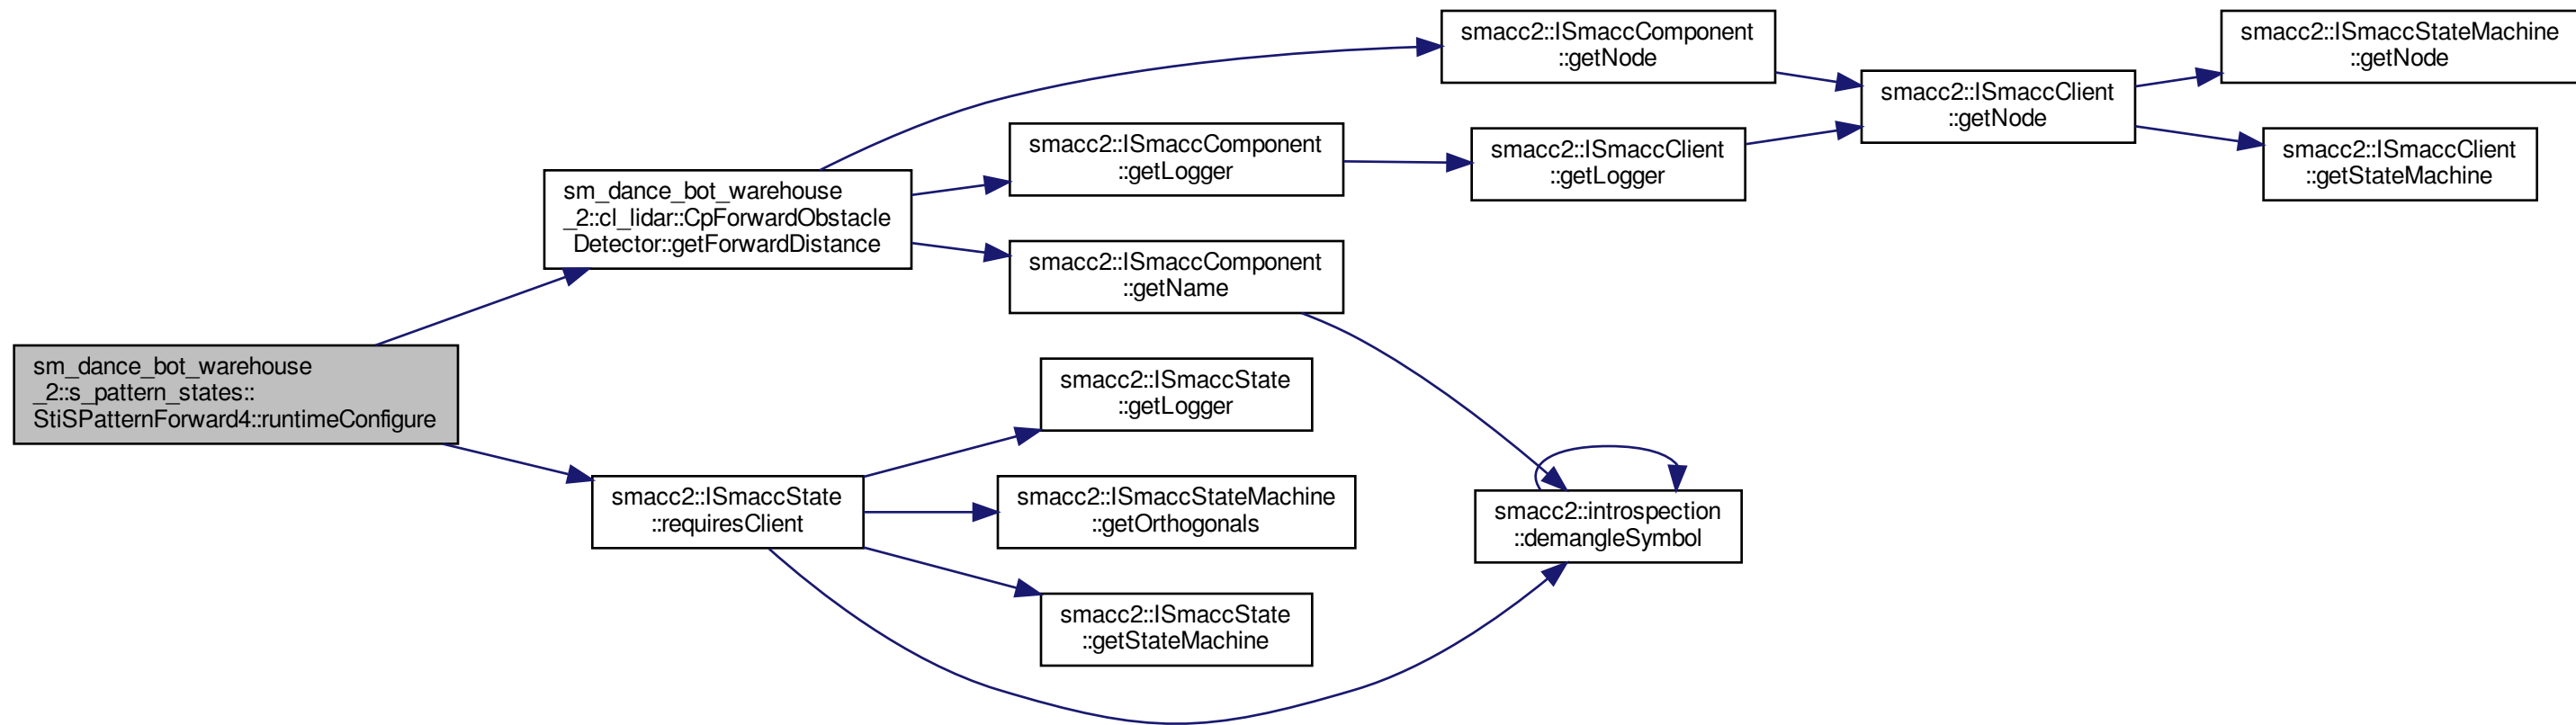 sm_dance_bot_warehouse
_2::s_pattern_states::
StiSPatternForward4::runtimeConfigure
sm_dance_bot_warehouse
_2::cl_lidar::CpForwardObstacle
Detector::getForwardDistance
smacc2::ISmaccState
::requiresClient
smacc2::ISmaccComponent
::getLogger
smacc2::ISmaccComponent
::getName
smacc2::ISmaccState
::getLogger
smacc2::ISmaccStateMachine
::getOrthogonals
smacc2::ISmaccState
::getStateMachine
smacc2::ISmaccComponent
::getNode
smacc2::ISmaccClient
::getLogger
smacc2::introspection
::demangleSymbol
smacc2::ISmaccClient
::getNode
smacc2::ISmaccStateMachine
::getNode
smacc2::ISmaccClient
::getStateMachine